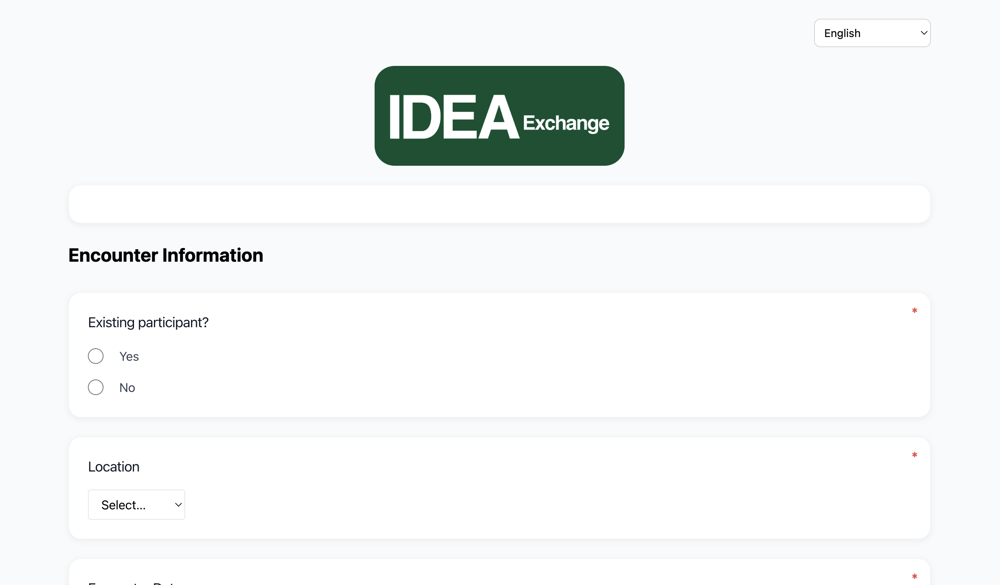 English
IDEA Exchange
Encounter Information
*
Existing participant?
Yes
No
*
Location
Select...
*